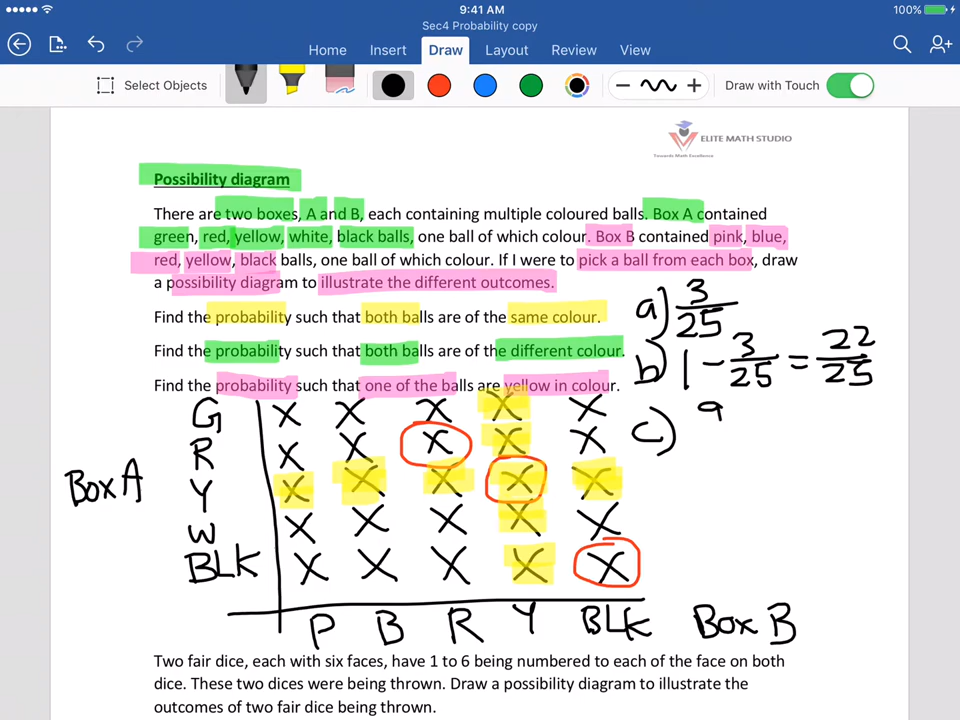 9:41 AM
100%
Sec4 Probability copy
Home Insert Draw Layout Review View
Select Objects
Draw with Touch
ELITE MATH STUDIO
Towards Math Excellence
Possibility diagram
There are two boxes, A and B, each containing multiple coloured balls. Box A contained
green, red, yellow, white, black balls, one ball of which colour. Box B contained pink, blue,
red, yellow, black balls, one ball of which colour. If I were to pick a ball from each box, draw
a possibility diagram to illustrate the different outcomes.
Find the probability such that both balls are of the same colour.
Find the probability such that both balls are of the different colour.
Find the probability such that one of the balls are yellow in colour.
a) 3/25
b) 1 - 3/25 = 22/25
c) 9
Box A
G X X X X X
R X X X X X
Y X X X X X
W X X X X X
BLK X X X X X
P B R Y BLK Box B
Two fair dice, each with six faces, have 1 to 6 being numbered to each of the face on both
dice. These two dices were being thrown. Draw a possibility diagram to illustrate the
outcomes of two fair dice being thrown.